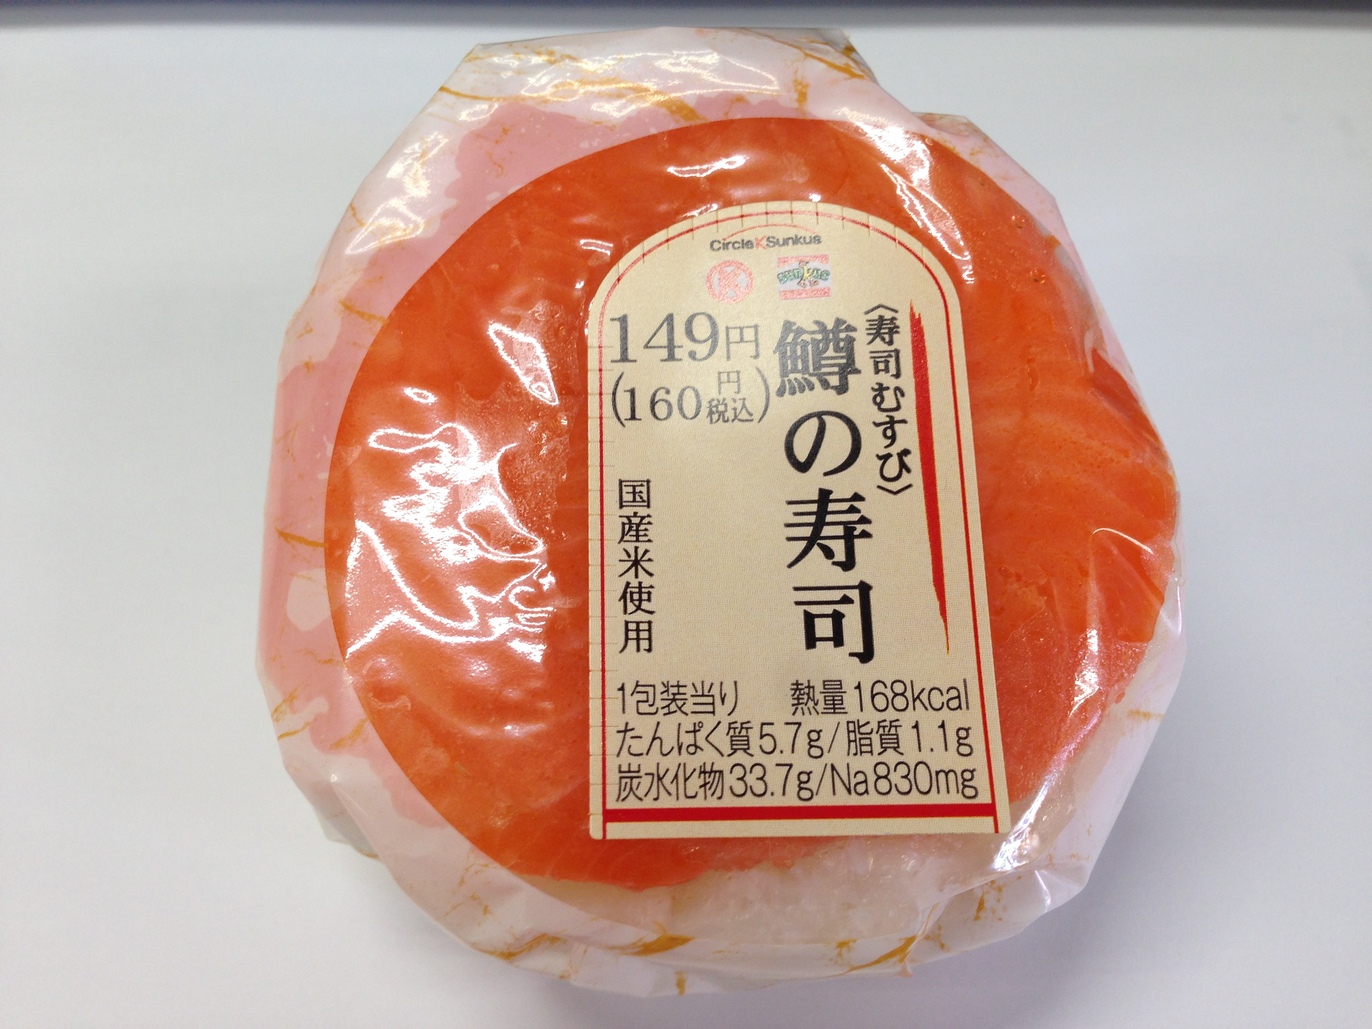 Circle K Sunkus
〈寿司むすび〉
鱒の寿司
149円
(160円税込)
国産米使用
1包装当り 熱量168kcal
たんぱく質5.7g/脂質1.1g
炭水化物33.7g/Na830mg